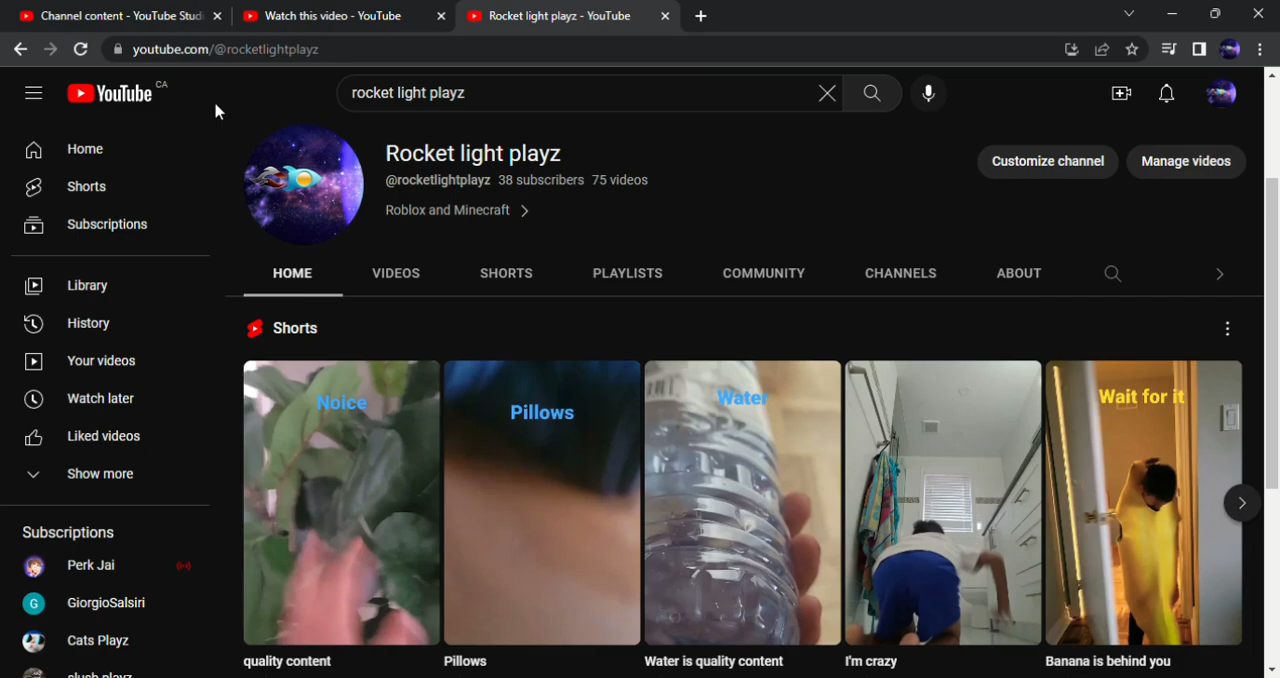 Channel content - YouTube Studi
Watch this video - YouTube
Rocket light playz - YouTube
youtube.com/@rocketlightplayz
YouTube CA
rocket light playz
Home
Shorts
Subscriptions
Library
History
Your videos
Watch later
Liked videos
Show more
Subscriptions
Perk Jai
G GiorgioSalsiri
Cats Playz
slush playz
Rocket light playz
@rocketlightplayz 38 subscribers 75 videos
Roblox and Minecraft
Customize channel
Manage videos
HOME VIDEOS SHORTS PLAYLISTS COMMUNITY CHANNELS ABOUT
Shorts
Noice
Pillows
Water
Wait for it
quality content
Pillows
Water is quality content
I'm crazy
Banana is behind you